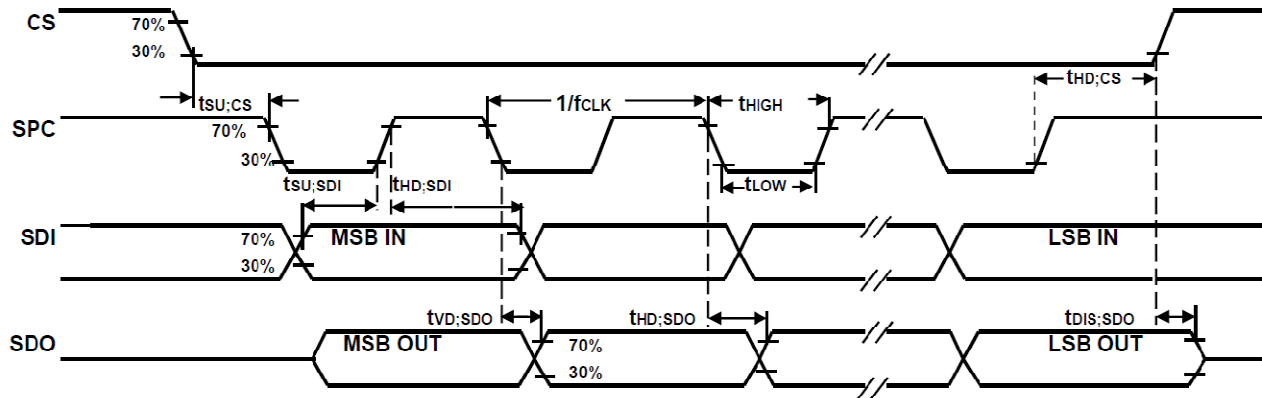 CS
70%
30%
tSU;CS
1/fCLK
tHIGH
tHD;CS
SPC
70%
30%
tLOW
tSU;SDI
tHD;SDI
SDI
70%
MSB IN
LSB IN
30%
tVD;SDO
tHD;SDO
tDIS;SDO
SDO
MSB OUT
70%
LSB OUT
30%